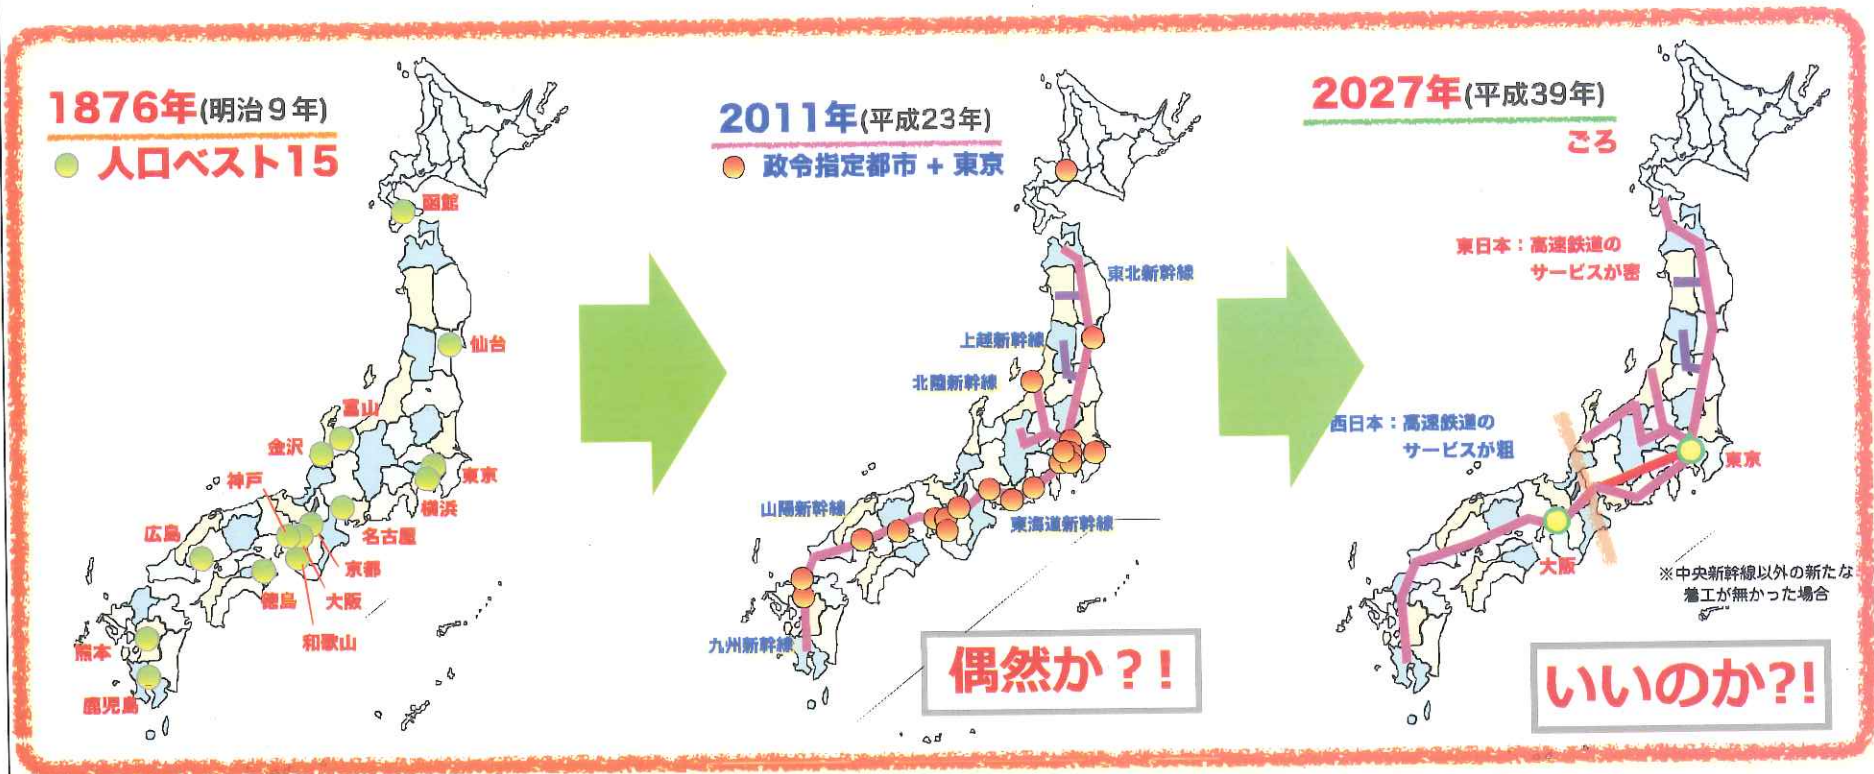 1876年(明治９年)
人口ベスト15
函館
仙台
富山
金沢
神戸
東京
横浜
広島
名古屋
京都
徳島
大阪
和歌山
熊本
鹿児島
2011年(平成23年)
政令指定都市 + 東京
東北新幹線
上越新幹線
北陸新幹線
山陽新幹線
東海道新幹線
九州新幹線
偶然か？！
2027年(平成39年)
ごろ
東日本：高速鉄道の
サービスが密
西日本：高速鉄道の
サービスが粗
東京
大阪
※中央新幹線以外の新たな
着工が無かった場合
いいのか?!